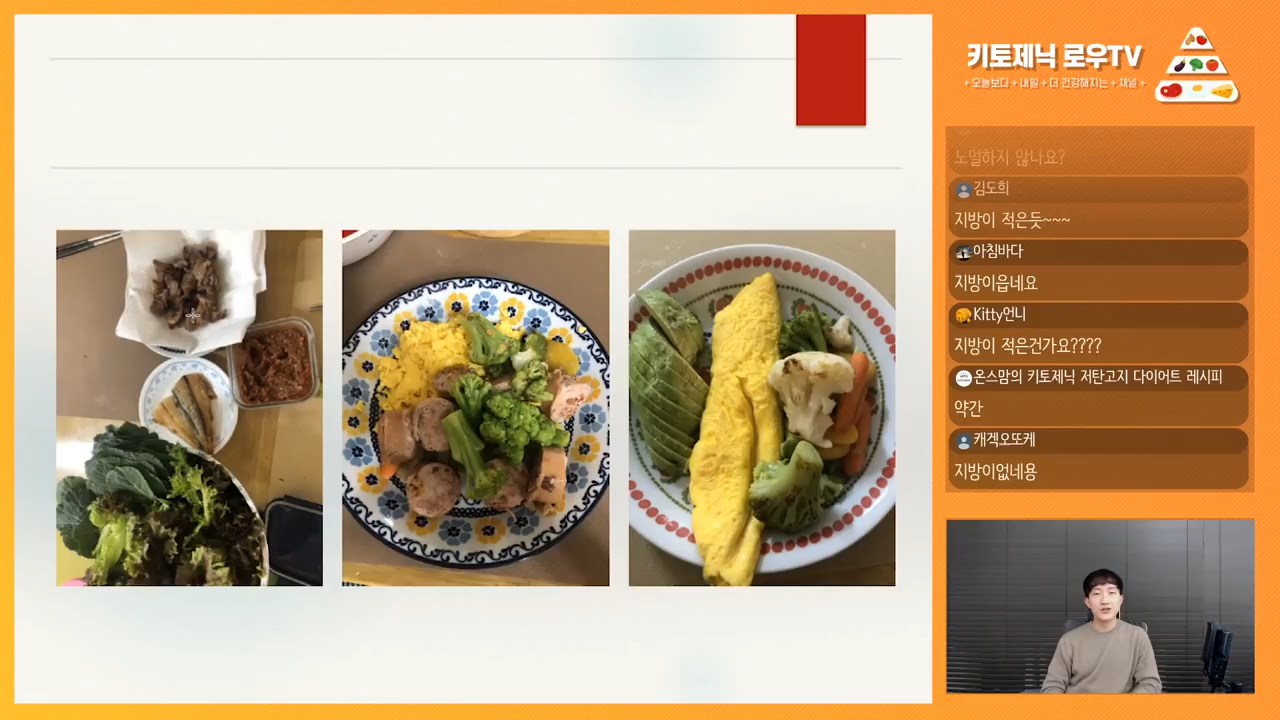 키토제닉 로우TV
+ 오늘보다 + 내일 + 더 건강해지는 + 채널 +
노멀하지 않나요?
김도희
지방이 적은듯~~~
아침바다
지방이읍네요
Kitty언니
지방이 적은건가요????
온스맘의 키토제닉 저탄고지 다이어트 레시피
약간
캐겍오또케
지방이없네용